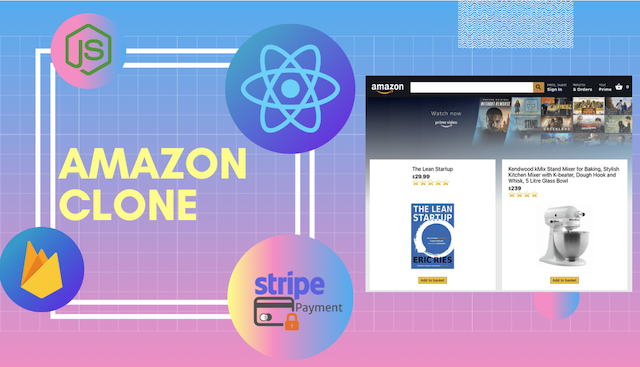 JS
AMAZON
CLONE
stripe
Payment
amazon
Hello, Guest
Sign In
Returns
& Orders
Your
Prime
0
Watch now
prime video
The Lean Startup
$29.99
THE LEAN
STARTUP
ERIC RIES
Add to basket
Kendwood kMix Stand Mixer for Baking, Stylish
Kitchen Mixer with K-beater, Dough Hook and
Whisk, 5 Litre Glass Bowl
$239
Add to basket